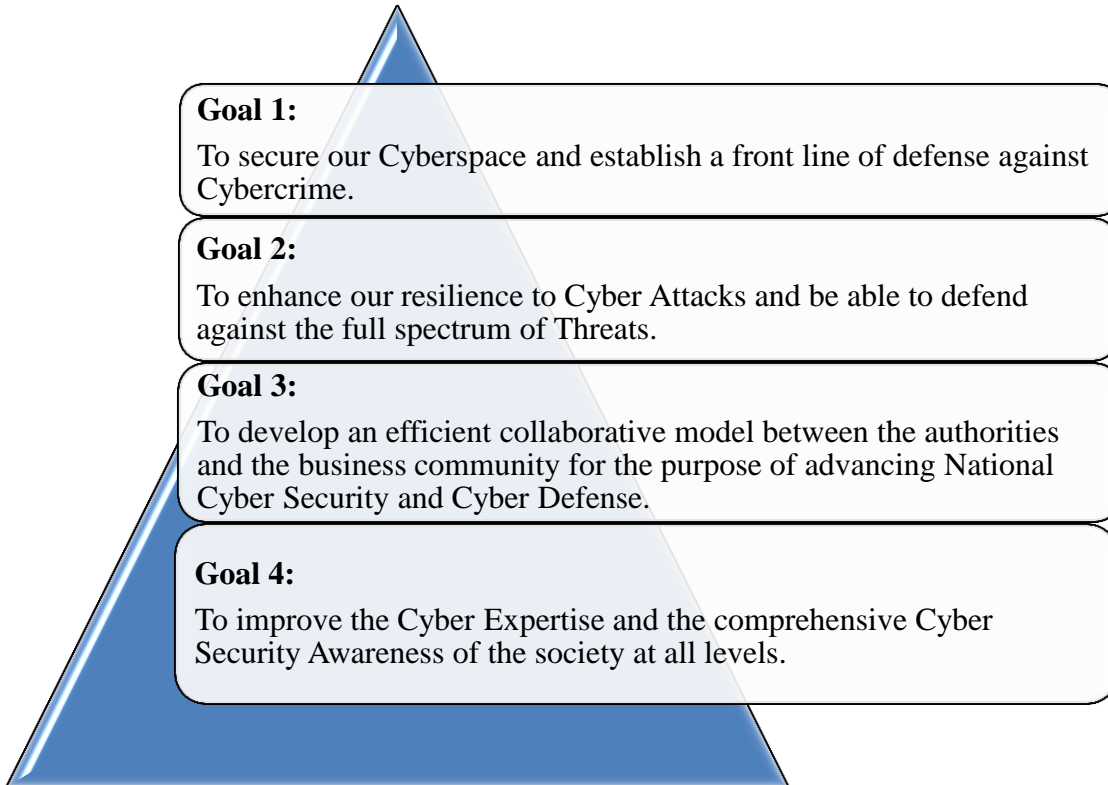 Goal 1:
To secure our Cyberspace and establish a front line of defense against
Cybercrime.
Goal 2:
To enhance our resilience to Cyber Attacks and be able to defend
against the full spectrum of Threats.
Goal 3:
To develop an efficient collaborative model between the authorities
and the business community for the purpose of advancing National
Cyber Security and Cyber Defense.
Goal 4:
To improve the Cyber Expertise and the comprehensive Cyber
Security Awareness of the society at all levels.